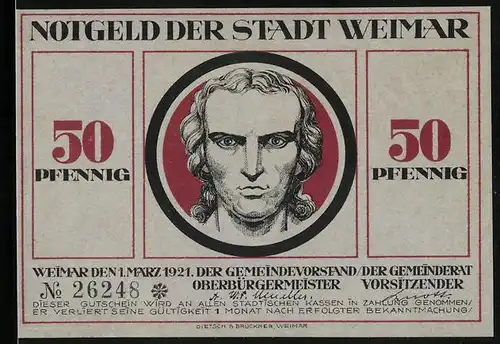 NOTGELD DER STADT WEIMAR
50
PFENNIG
50
PFENNIG
WEIMAR DEN 1. MÄRZ 1921. DER GEMEINDEVORSTAND/DER GEMEINDERAT
OBERBÜRGERMEISTER VORSITZENDER
№ 26248
DIESER GUTSCHEIN WIRD AN ALLEN STÄDTISCHEN KASSEN IN ZAHLUNG GENOMMEN/
ER VERLIERT SEINE GÜLTIGKEIT 1 MONAT NACH ERFOLGTER BEKANNTMACHUNG/
DIETSCH & BRÜCKNER, WEIMAR